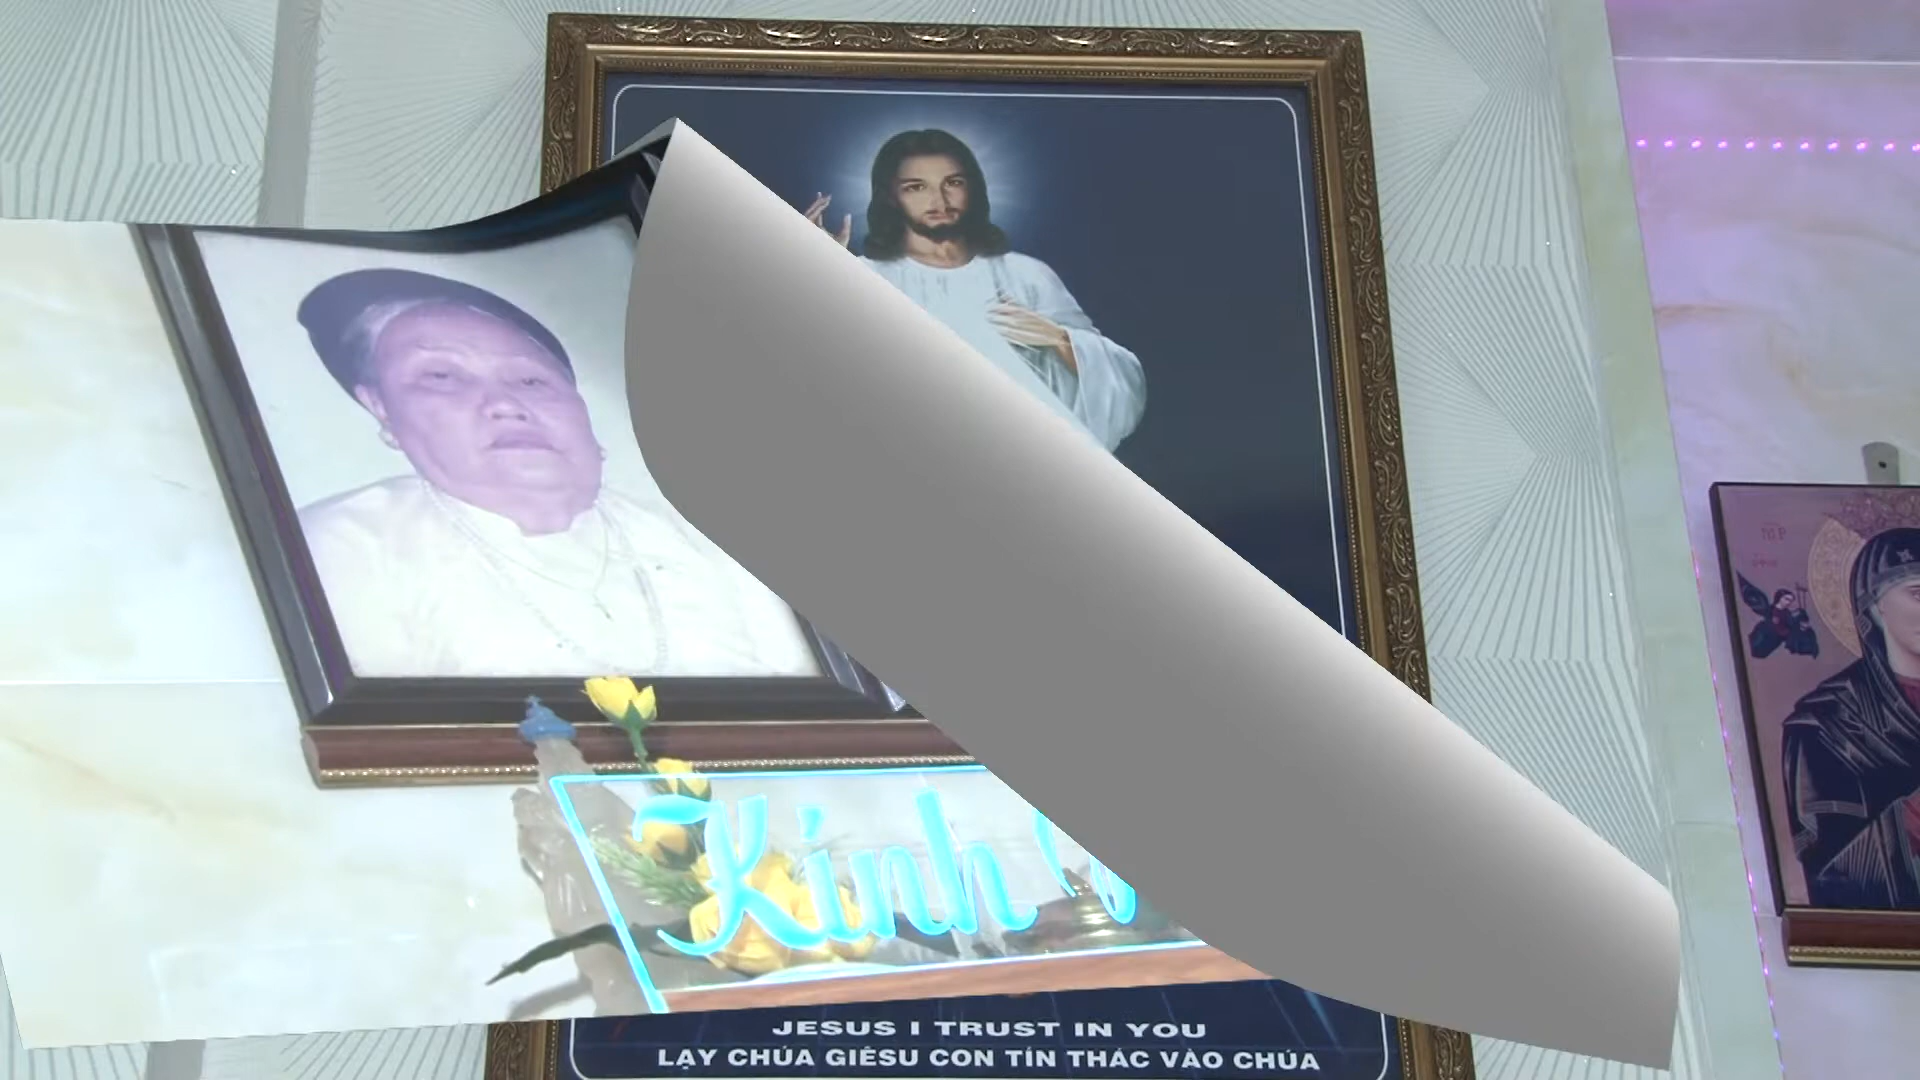 Kính
JESUS I TRUST IN YOU
LẠY CHÚA GIÊSU CON TÍN THÁC VÀO CHÚA